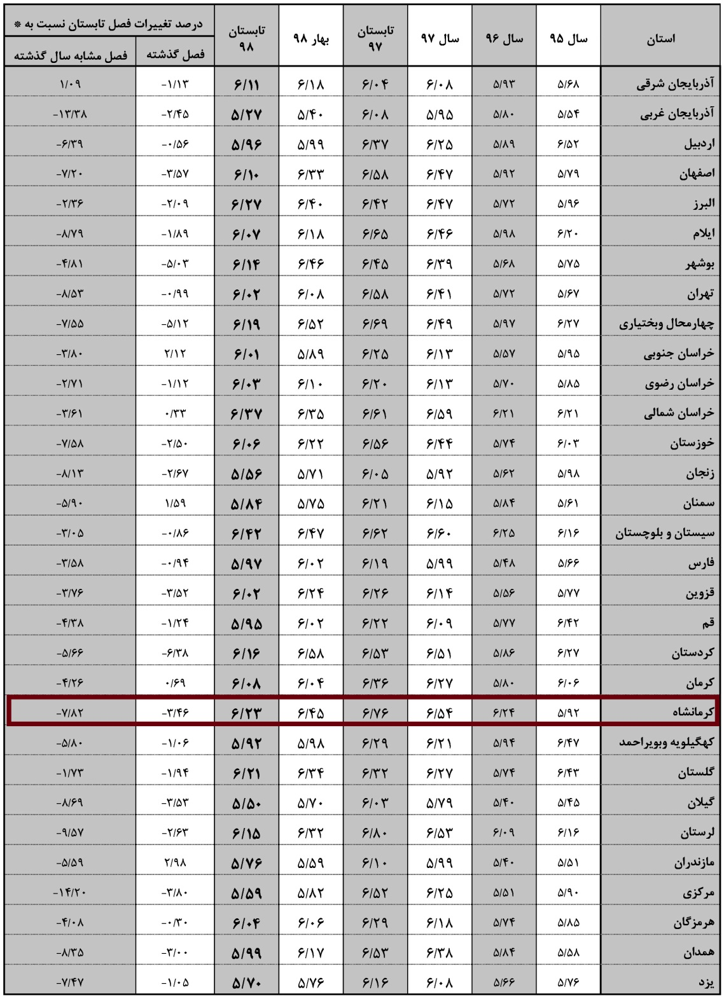 استان سال ۹۵ سال ۹۶ سال ۹۷ تابستان ۹۷ بهار ۹۸ تابستان ۹۸ درصد تغییرات فصل تابستان نسبت به *
فصل گذشته فصل مشابه سال گذشته
آذربایجان شرقی ۵/۶۸ ۵/۹۳ ۶/۰۸ ۶/۰۴ ۶/۱۸ ۶/۱۱ -۱/۱۳ ۱/۰۹
آذربایجان غربی ۵/۵۴ ۵/۸۰ ۵/۹۵ ۶/۰۸ ۵/۴۰ ۵/۲۷ -۲/۴۵ -۱۳/۳۸
اردبیل ۶/۵۲ ۵/۸۹ ۶/۲۵ ۶/۳۷ ۵/۹۹ ۵/۹۶ -۰/۵۶ -۶/۳۹
اصفهان ۵/۷۹ ۵/۹۲ ۶/۴۷ ۶/۵۸ ۶/۳۳ ۶/۱۰ -۳/۵۷ -۷/۲۰
البرز ۵/۹۶ ۵/۷۲ ۶/۴۷ ۶/۴۲ ۶/۴۰ ۶/۲۷ -۲/۰۹ -۲/۳۶
ایلام ۶/۲۰ ۵/۹۸ ۶/۴۶ ۶/۶۵ ۶/۱۸ ۶/۰۷ -۱/۸۹ -۸/۷۹
بوشهر ۵/۷۵ ۵/۶۸ ۶/۳۹ ۶/۴۵ ۶/۴۶ ۶/۱۴ -۵/۰۳ -۴/۸۱
تهران ۵/۶۷ ۵/۷۲ ۶/۴۱ ۶/۵۸ ۶/۰۸ ۶/۰۲ -۰/۹۹ -۸/۵۳
چهارمحال وبختیاری ۶/۲۷ ۵/۹۷ ۶/۴۹ ۶/۶۹ ۶/۵۲ ۶/۱۹ -۵/۱۲ -۷/۵۵
خراسان جنوبی ۵/۹۵ ۵/۵۷ ۶/۱۳ ۶/۲۵ ۵/۸۹ ۶/۰۱ ۲/۱۲ -۳/۸۰
خراسان رضوی ۵/۸۵ ۵/۷۰ ۶/۱۳ ۶/۲۰ ۶/۱۰ ۶/۰۳ -۱/۱۲ -۲/۷۱
خراسان شمالی ۶/۲۱ ۶/۲۱ ۶/۵۹ ۶/۶۱ ۶/۳۵ ۶/۳۷ ۰/۳۳ -۳/۶۱
خوزستان ۶/۰۳ ۵/۷۴ ۶/۴۴ ۶/۵۶ ۶/۲۲ ۶/۰۶ -۲/۵۰ -۷/۵۸
زنجان ۵/۹۸ ۵/۶۲ ۵/۹۲ ۶/۰۵ ۵/۷۱ ۵/۵۶ -۲/۶۷ -۸/۱۳
سمنان ۵/۶۱ ۵/۸۴ ۶/۱۵ ۶/۲۱ ۵/۷۵ ۵/۸۴ ۱/۵۹ -۵/۹۰
سیستان و بلوچستان ۶/۱۶ ۶/۲۵ ۶/۶۰ ۶/۶۲ ۶/۴۷ ۶/۴۲ -۰/۸۶ -۳/۰۵
فارس ۵/۶۶ ۵/۴۸ ۵/۹۹ ۶/۱۹ ۶/۰۲ ۵/۹۷ -۰/۹۴ -۳/۵۸
قزوین ۵/۷۷ ۵/۵۶ ۶/۱۴ ۶/۲۶ ۶/۲۴ ۶/۰۲ -۳/۵۲ -۳/۷۶
قم ۶/۴۲ ۵/۷۷ ۶/۰۹ ۶/۲۲ ۶/۰۲ ۵/۹۵ -۱/۲۴ -۴/۳۸
کردستان ۶/۲۷ ۵/۸۶ ۶/۵۱ ۶/۵۳ ۶/۵۸ ۶/۱۶ -۶/۳۸ -۵/۶۶
کرمان ۶/۰۶ ۵/۸۰ ۶/۲۷ ۶/۳۶ ۶/۰۴ ۶/۰۸ ۰/۶۹ -۴/۲۶
کرمانشاه ۵/۹۲ ۶/۲۴ ۶/۵۴ ۶/۷۶ ۶/۴۵ ۶/۲۳ -۳/۴۶ -۷/۸۲
کهگیلویه وبویراحمد ۶/۴۷ ۵/۹۴ ۶/۲۱ ۶/۲۹ ۵/۹۸ ۵/۹۲ -۱/۰۶ -۵/۸۰
گلستان ۶/۴۳ ۵/۷۴ ۶/۲۷ ۶/۳۲ ۶/۳۴ ۶/۲۱ -۱/۹۴ -۱/۷۳
گیلان ۵/۴۵ ۵/۴۰ ۵/۷۹ ۶/۰۳ ۵/۷۰ ۵/۵۰ -۳/۵۳ -۸/۶۹
لرستان ۶/۱۶ ۶/۰۹ ۶/۵۳ ۶/۸۰ ۶/۳۲ ۶/۱۵ -۲/۶۳ -۹/۵۷
مازندران ۵/۵۱ ۵/۴۰ ۵/۹۹ ۶/۱۰ ۵/۵۹ ۵/۷۶ ۲/۹۸ -۵/۵۹
مرکزی ۵/۹۰ ۵/۵۱ ۶/۲۵ ۶/۵۲ ۵/۸۲ ۵/۵۹ -۳/۸۰ -۱۴/۲۰
هرمزگان ۵/۸۵ ۵/۷۴ ۶/۱۸ ۶/۲۹ ۶/۰۶ ۶/۰۴ -۰/۳۰ -۴/۰۸
همدان ۵/۵۸ ۵/۸۴ ۶/۳۸ ۶/۵۳ ۶/۱۷ ۵/۹۹ -۳/۰۰ -۸/۳۵
یزد ۵/۷۶ ۵/۶۶ ۶/۰۸ ۶/۱۶ ۵/۷۶ ۵/۷۰ -۱/۰۵ -۷/۴۷